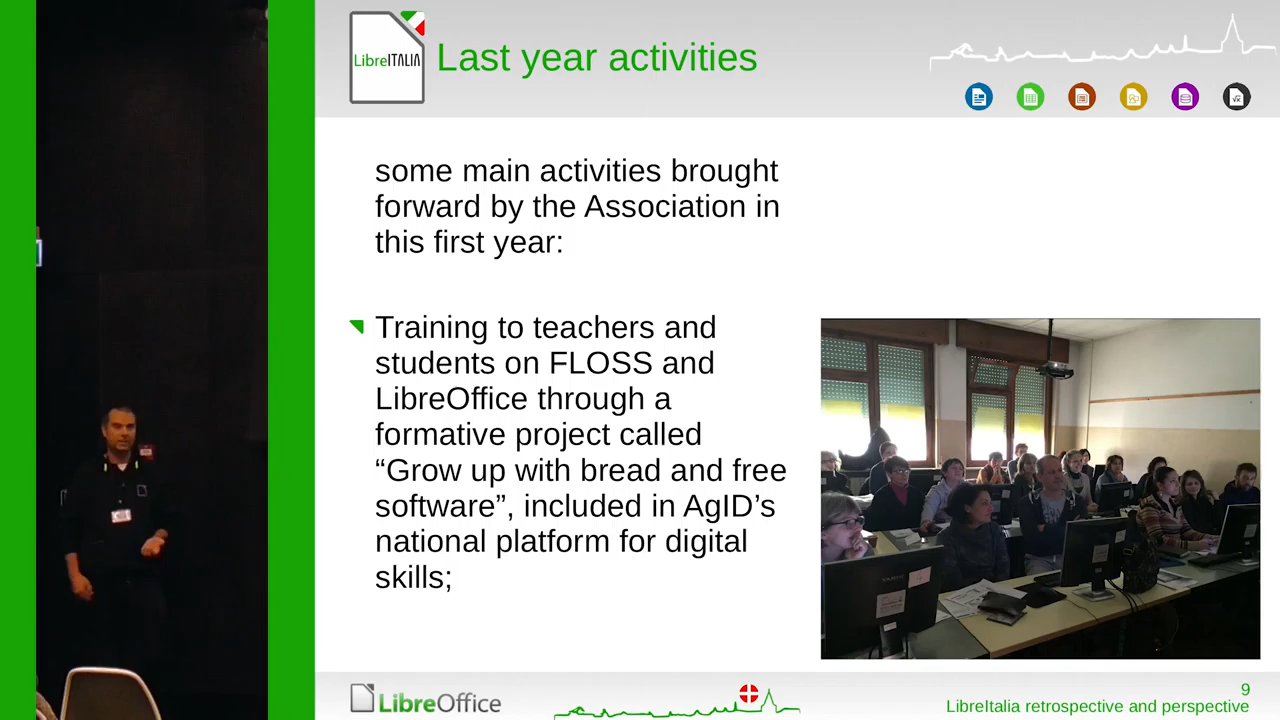 LibreITALIA
Last year activities
some main activities brought
forward by the Association in
this first year:
Training to teachers and
students on FLOSS and
LibreOffice through a
formative project called
“Grow up with bread and free
software”, included in AgID’s
national platform for digital
skills;
LibreOffice
9
LibreItalia retrospective and perspective